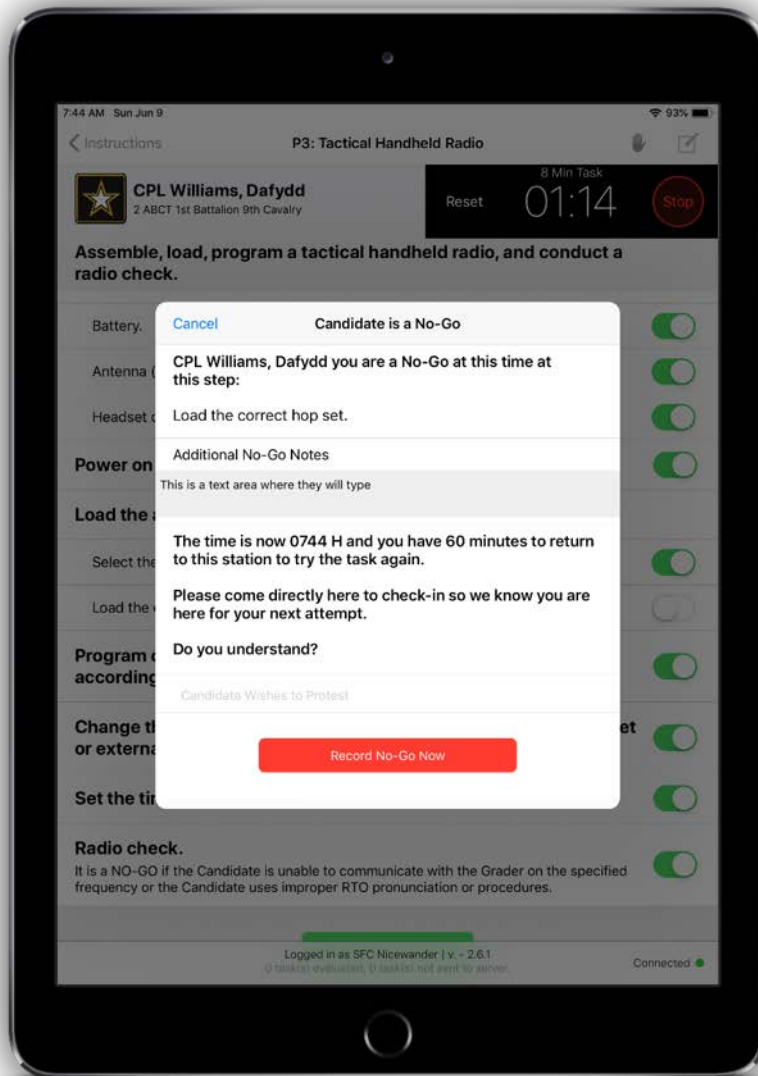 7:44 AM Sun Jun 9
93%
Instructions
P3: Tactical Handheld Radio
CPL Williams, Dafydd
2 ABCT 1st Battalion 9th Cavalry
Reset
8 Min Task
01:14
Stop
Assemble, load, program a tactical handheld radio, and conduct a
radio check.
Battery.
Antenna (
Headset
Power on
Load the
Select the
Load the
Program
according
Change
et
or externa
Set the
Radio check.
It is a NO-GO if the Candidate is unable to communicate with the Grader on the specified
frequency or the Candidate uses improper RTO pronunciation or procedures.
Cancel
Candidate is a No-Go
CPL Williams, Dafydd you are a No-Go at this time at
this step:
Load the correct hop set.
Additional No-Go Notes
This is a text area where they will type
The time is now 0744 H and you have 60 minutes to return
to this station to try the task again.
Please come directly here to check-in so we know you are
here for your next attempt.
Do you understand?
Candidate Wishes to Protest
Record No-Go Now
Logged in as SFC Nicewander | v. - 2.6.1
0 task(s) evaluated, 0 task(s) not sent to server.
Connected